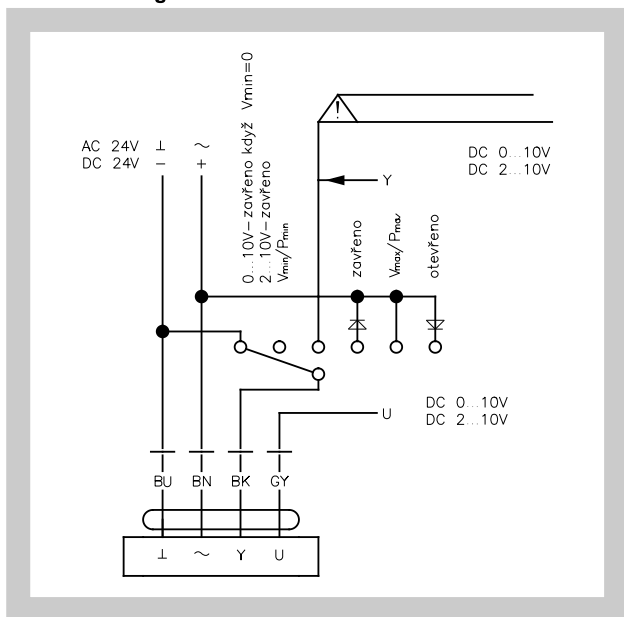 AC 24V ⊥ ~
DC 24V − +
0...10V−zavřeno když Vmin=0
2...10V−zavřeno
Vmin/Pmin
!
DC 0...10V
DC 2...10V
Y
zavřeno
Vmax/Pmax
otevřeno
U
DC 0...10V
DC 2...10V
BU BN BK GY
⊥ ~ Y U